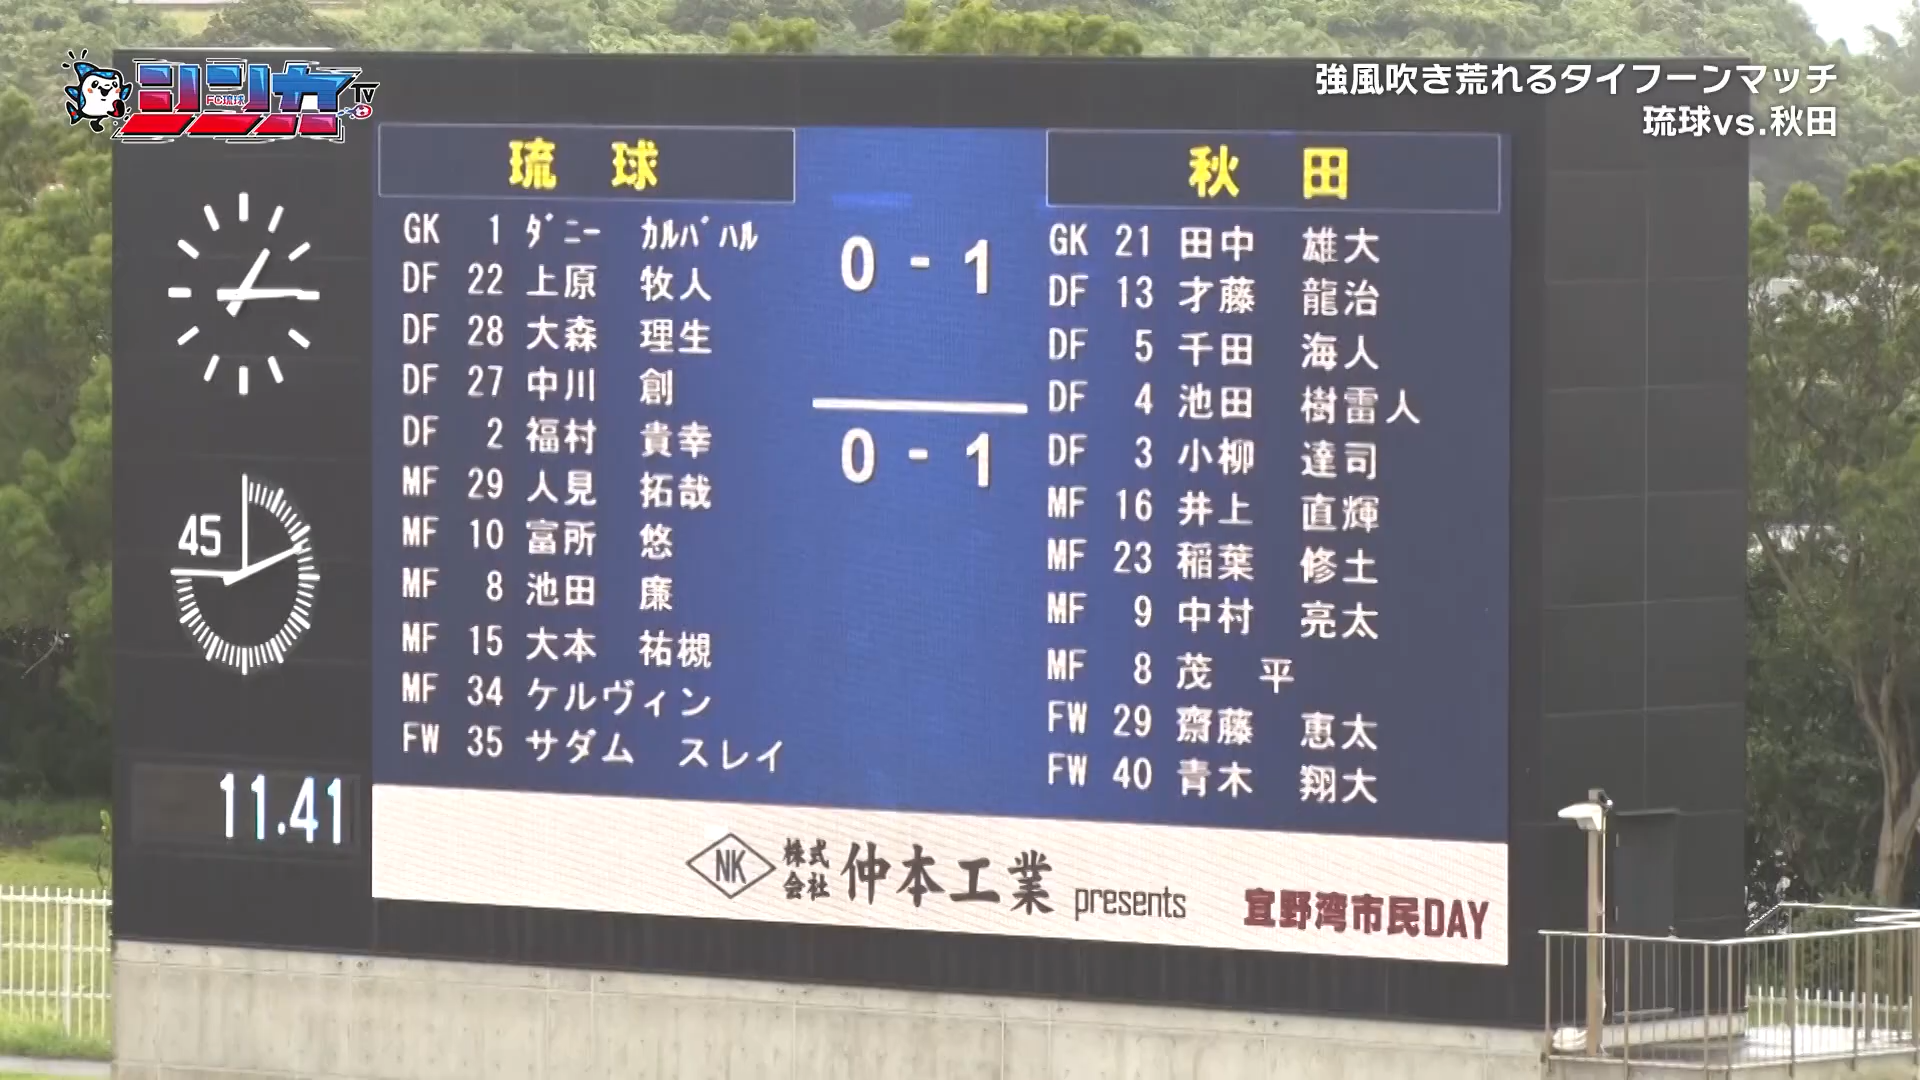 シンカTV
FC琉球
強風吹き荒れるタイフーンマッチ
琉球vs.秋田
琉 球
秋 田
0 - 1
0 - 1
GK 1 ﾀﾞﾆｰ ｶﾙﾊﾞﾊﾙ
DF 22 上原 牧人
DF 28 大森 理生
DF 27 中川 創
DF 2 福村 貴幸
MF 29 人見 拓哉
MF 10 富所 悠
MF 8 池田 廉
MF 15 大本 祐槻
MF 34 ケルヴィン
FW 35 サダム スレイ
GK 21 田中 雄大
DF 13 才藤 龍治
DF 5 千田 海人
DF 4 池田 樹雷人
DF 3 小柳 達司
MF 16 井上 直輝
MF 23 稲葉 修土
MF 9 中村 亮太
MF 8 茂 平
FW 29 齋藤 恵太
FW 40 青木 翔大
45
11.41
NK 株式会社 仲本工業 presents 宜野湾市民DAY